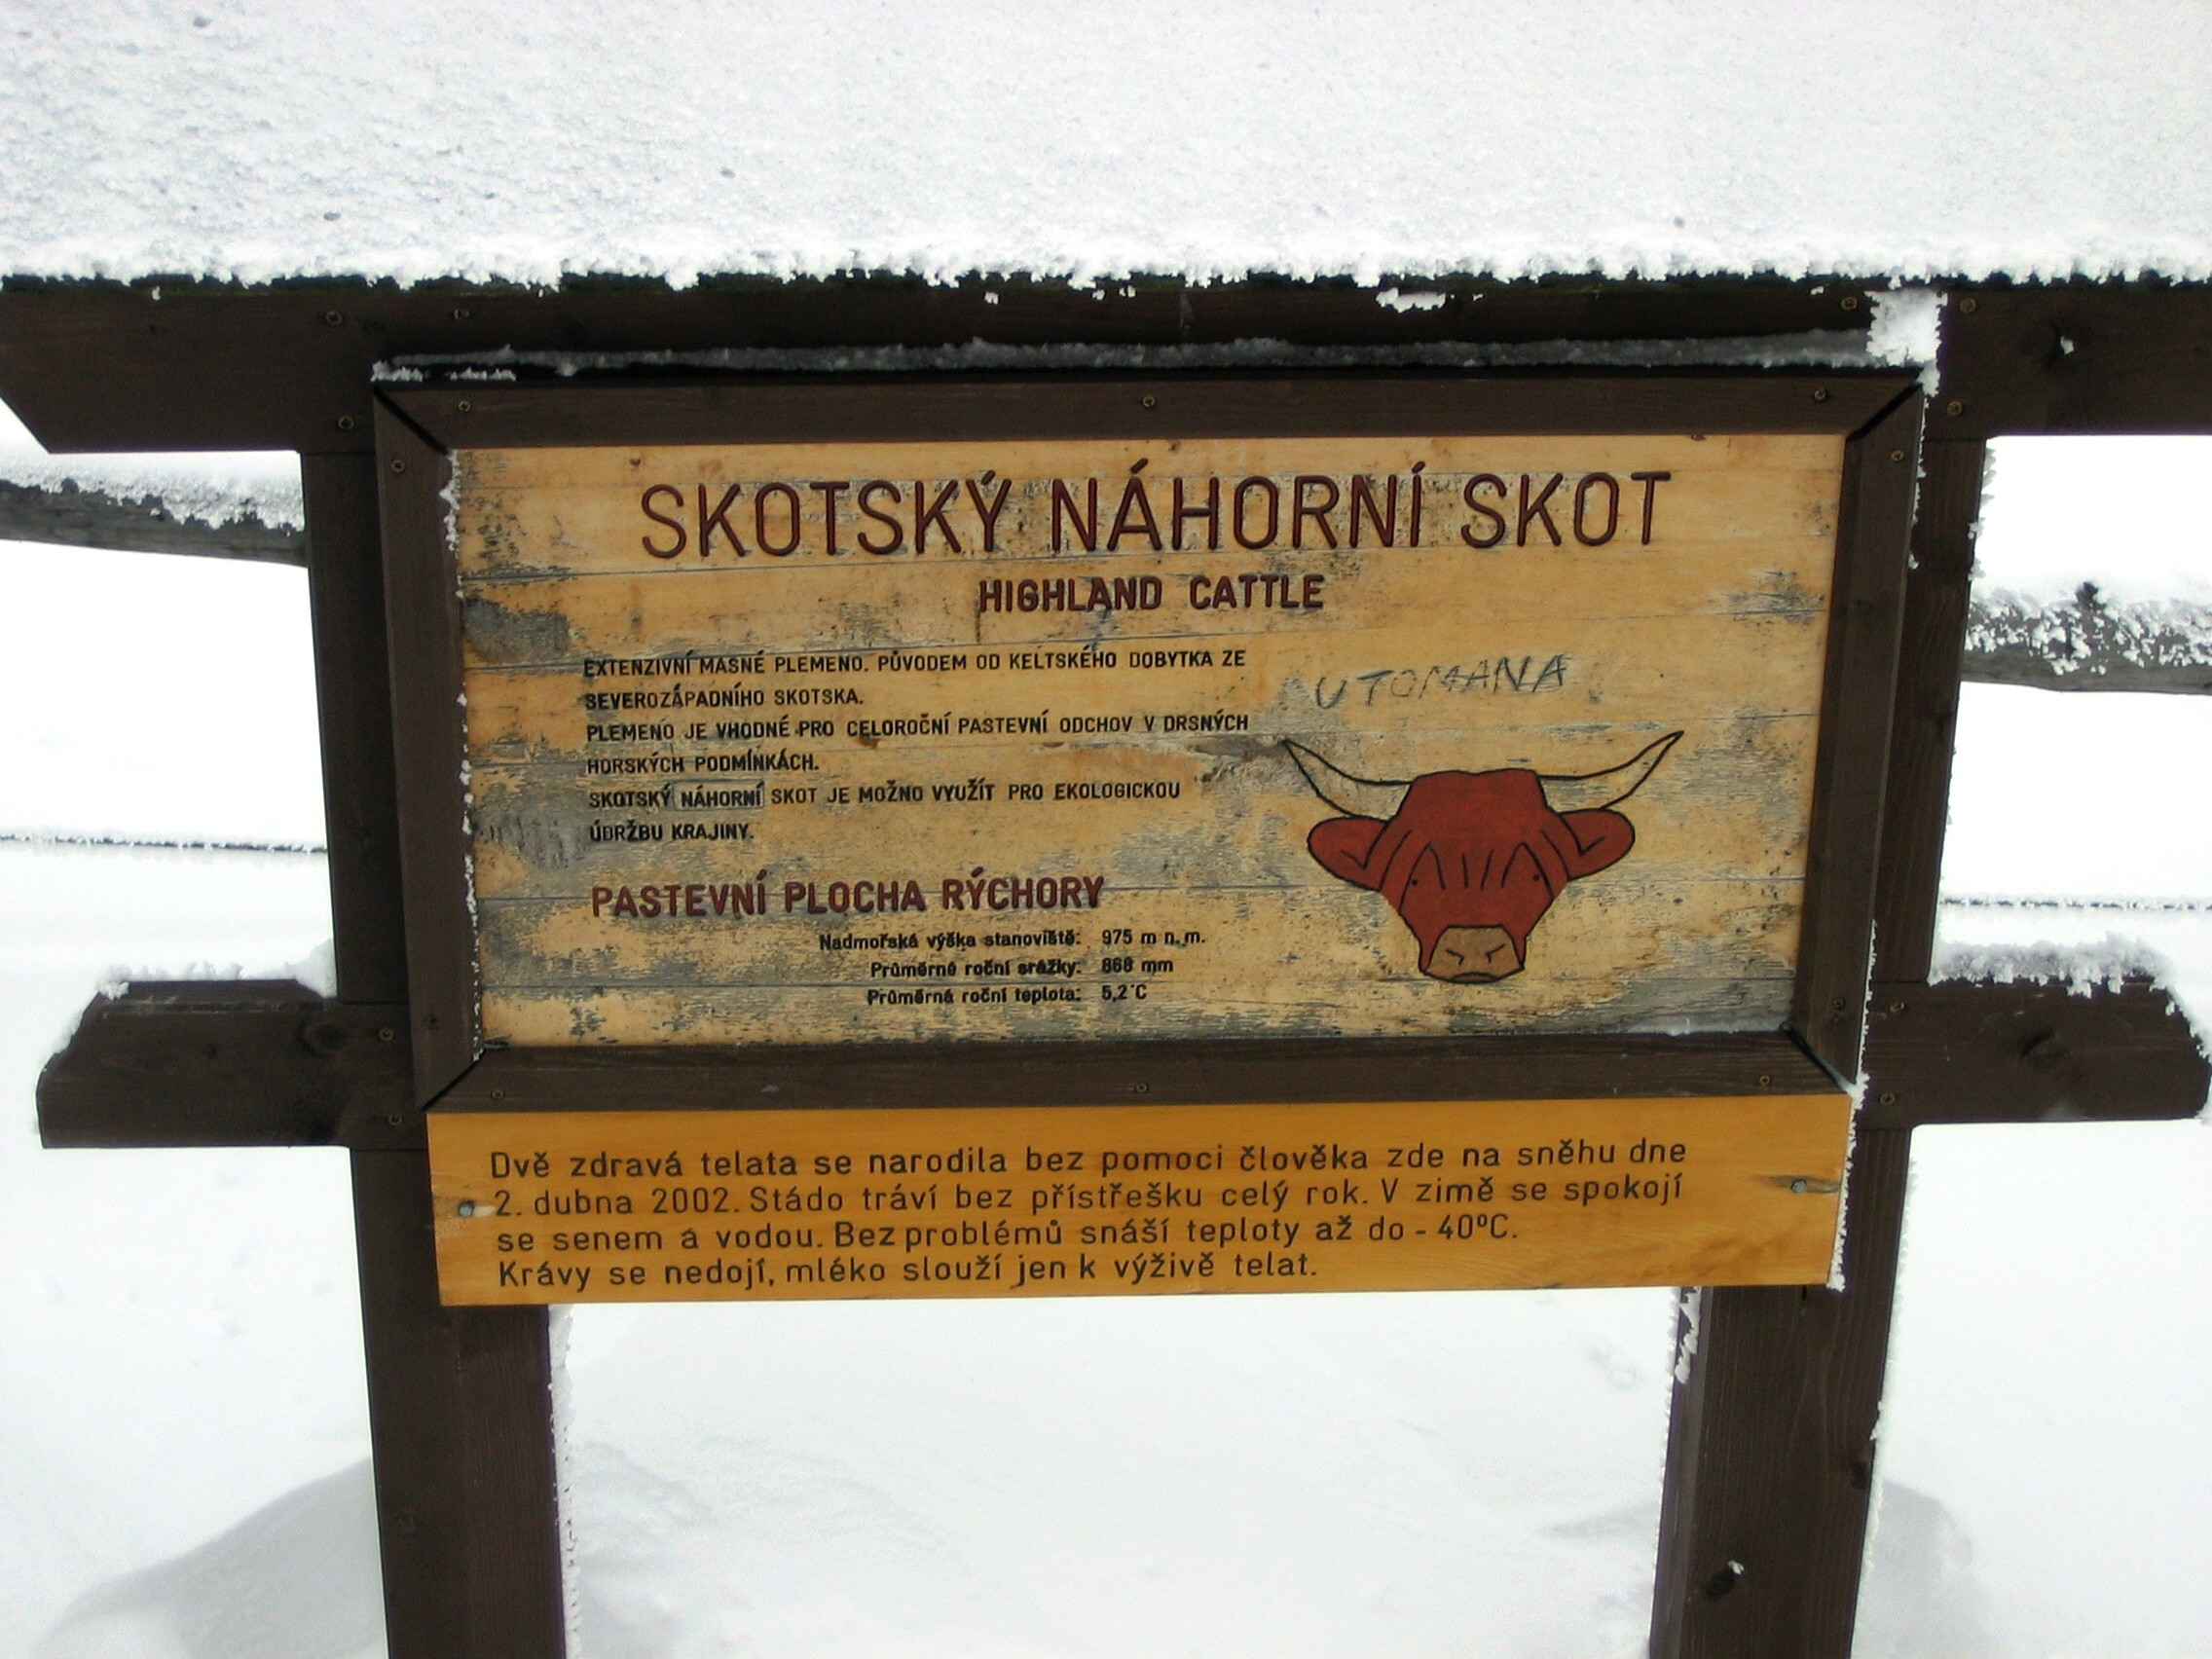 SKOTSKÝ NÁHORNÍ SKOT
HIGHLAND CATTLE
EXTENZIVNÍ MASNÉ PLEMENO. PŮVODEM OD KELTSKÉHO DOBYTKA ZE
SEVEROZÁPADNÍHO SKOTSKA.
PLEMENO JE VHODNÉ PRO CELOROČNÍ PASTEVNÍ ODCHOV V DRSNÝCH
HORSKÝCH PODMÍNKÁCH.
SKOTSKÝ NÁHORNÍ SKOT JE MOŽNO VYUŽÍT PRO EKOLOGICKOU
ÚDRŽBU KRAJINY.
UTOMANA
PASTEVNÍ PLOCHA RÝCHORY
Nadmořská výška stanoviště: 975 m n.m.
Průměrné roční srážky: 868 mm
Průměrná roční teplota: 5,2°C
Dvě zdravá telata se narodila bez pomoci člověka zde na sněhu dne
2. dubna 2002. Stádo tráví bez přístřešku celý rok. V zimě se spokojí
se senem a vodou. Bez problémů snáší teploty až do - 40ºC.
Krávy se nedojí, mléko slouží jen k výživě telat.